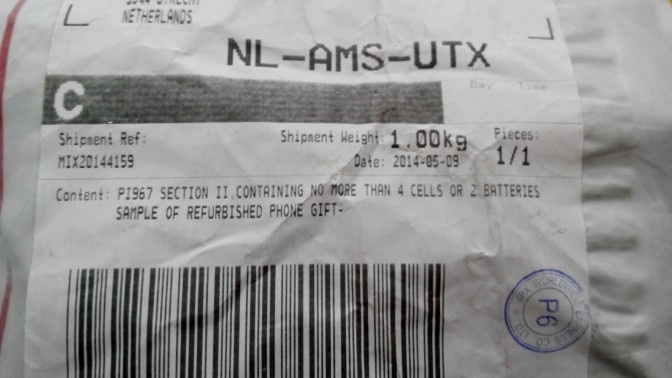 NETHERLANDS
NL-AMS-UTX
Day Time
C
Shipment Ref: Shipment Weight: 1.00kg Pieces:
MIX20144159 Date: 2014-05-09 1/1
Content: PI967 SECTION II,CONTAINING NO MORE THAN 4 CELLS OR 2 BATTERIES
SAMPLE OF REFURBISHED PHONE GIFT-
P6